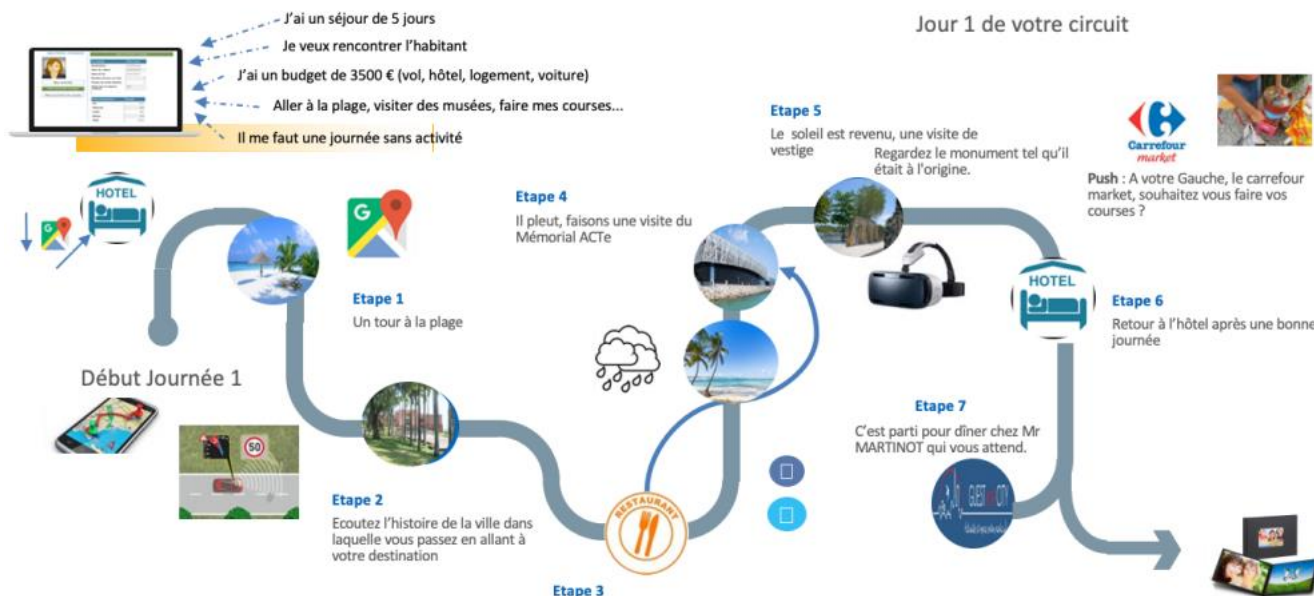 J'ai un séjour de 5 jours
Je veux rencontrer l'habitant
J'ai un budget de 3500 € (vol, hôtel, logement, voiture)
Aller à la plage, visiter des musées, faire mes courses...
Il me faut une journée sans activité
Jour 1 de votre circuit
HOTEL
G
Etape 1
Un tour à la plage
Début Journée 1
50
Etape 2
Ecoutez l'histoire de la ville dans
laquelle vous passez en allant à
votre destination
RESTAURANT
Etape 3
Etape 4
Il pleut, faisons une visite du
Mémorial ACTe
Etape 5
Le soleil est revenu, une visite de
vestige
Regardez le monument tel qu'il
était à l'origine.
Carrefour
market
Push : A votre Gauche, le carrefour
market, souhaitez vous faire vos
courses ?
HOTEL
Etape 6
Retour à l'hôtel après une bonne
journée
Etape 7
C'est parti pour dîner chez Mr
MARTINOT qui vous attend.